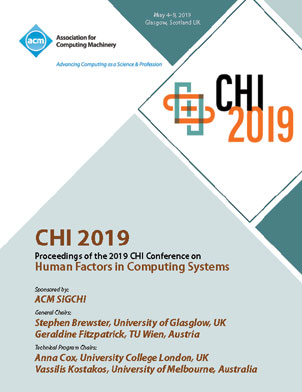 May 4–9, 2019
Glasgow, Scotland UK
acm
Association for
Computing Machinery
Advancing Computing as a Science & Profession
CHI
2019
CHI 2019
Proceedings of the 2019 CHI Conference on
Human Factors in Computing Systems
Sponsored by:
ACM SIGCHI
General Chairs:
Stephen Brewster, University of Glasgow, UK
Geraldine Fitzpatrick, TU Wien, Austria
Technical Program Chairs:
Anna Cox, University College London, UK
Vassilis Kostakos, University of Melbourne, Australia